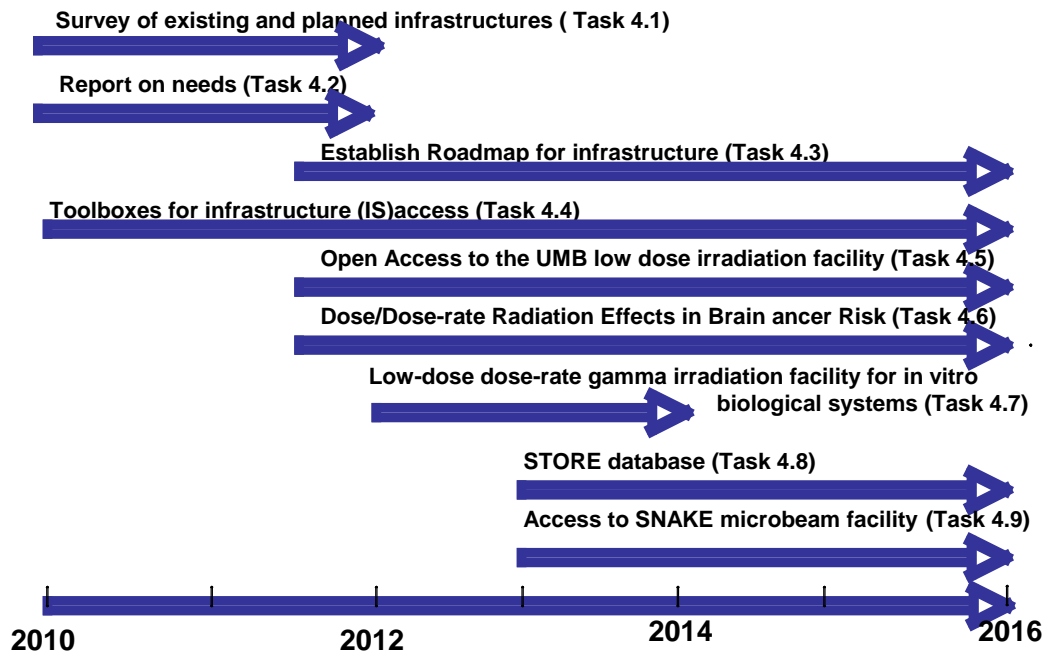 Survey of existing and planned infrastructures ( Task 4.1)
Report on needs (Task 4.2)
Establish Roadmap for infrastructure (Task 4.3)
Toolboxes for infrastructure (IS)access (Task 4.4)
Open Access to the UMB low dose irradiation facility (Task 4.5)
Dose/Dose-rate Radiation Effects in Brain ancer Risk (Task 4.6)
Low-dose dose-rate gamma irradiation facility for in vitro
biological systems (Task 4.7)
STORE database (Task 4.8)
Access to SNAKE microbeam facility (Task 4.9)
2010 2012 2014 2016